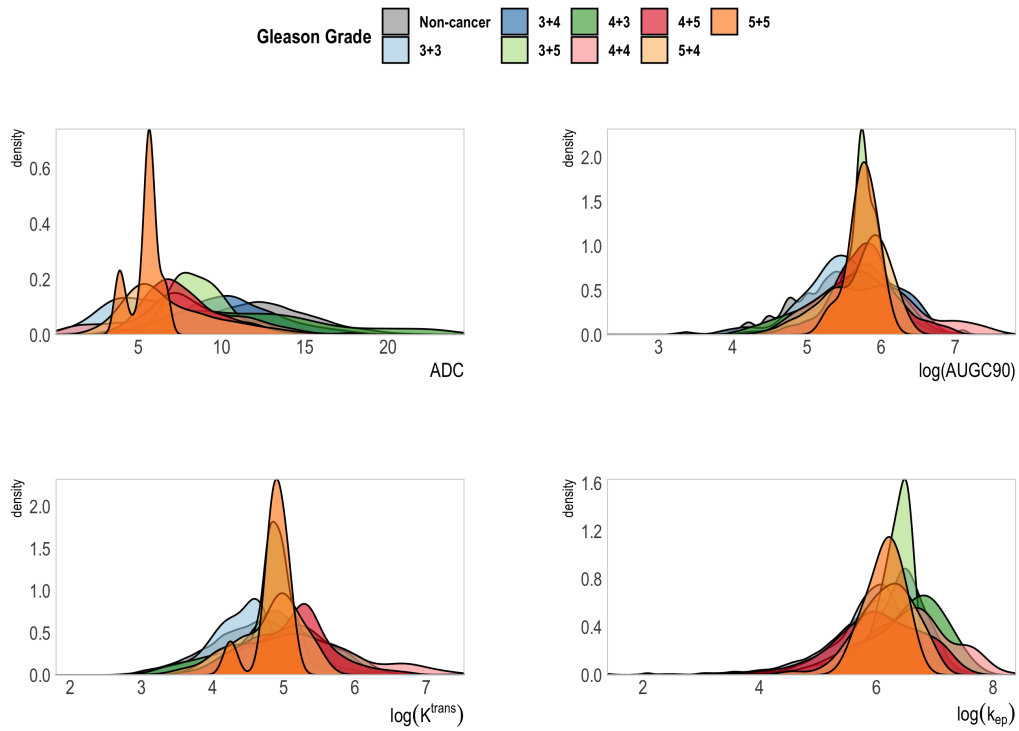 Gleason Grade
Non-cancer 3+4 4+3 4+5 5+5
3+3 3+5 4+4 5+4
density
0.6
0.4
0.2
0.0
5 10 15 20
ADC
density
2.0
1.5
1.0
0.5
0.0
3 4 5 6 7
log(AUGC90)
density
2.0
1.5
1.0
0.5
0.0
2 3 4 5 6 7
log(K^trans)
density
1.6
1.2
0.8
0.4
0.0
2 4 6 8
log(k_ep)